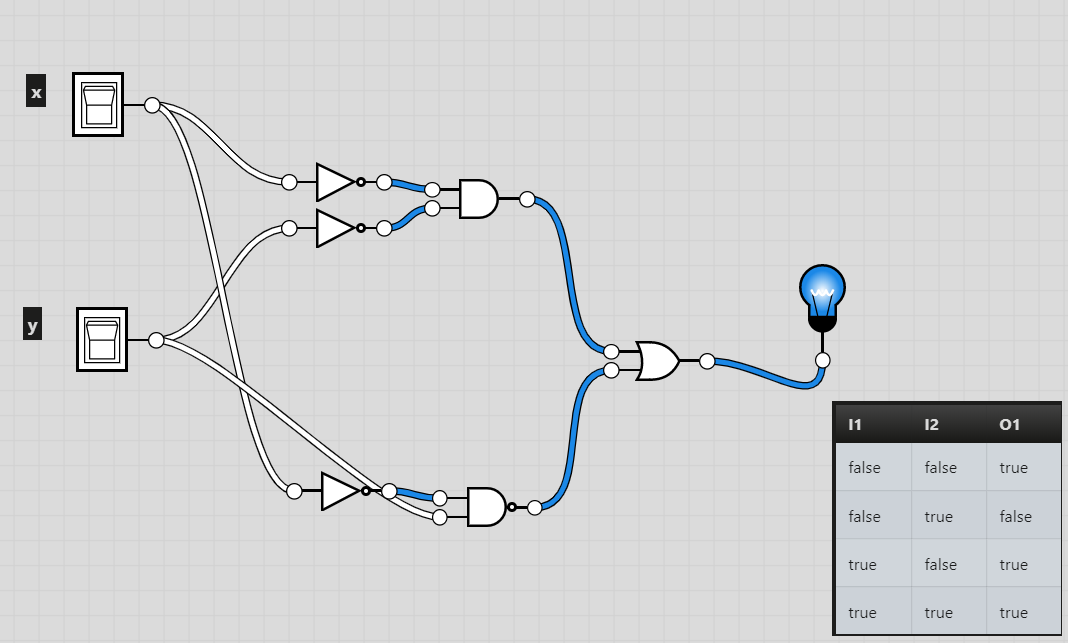 x
y
I1 I2 O1
false false true
false true false
true false true
true true true